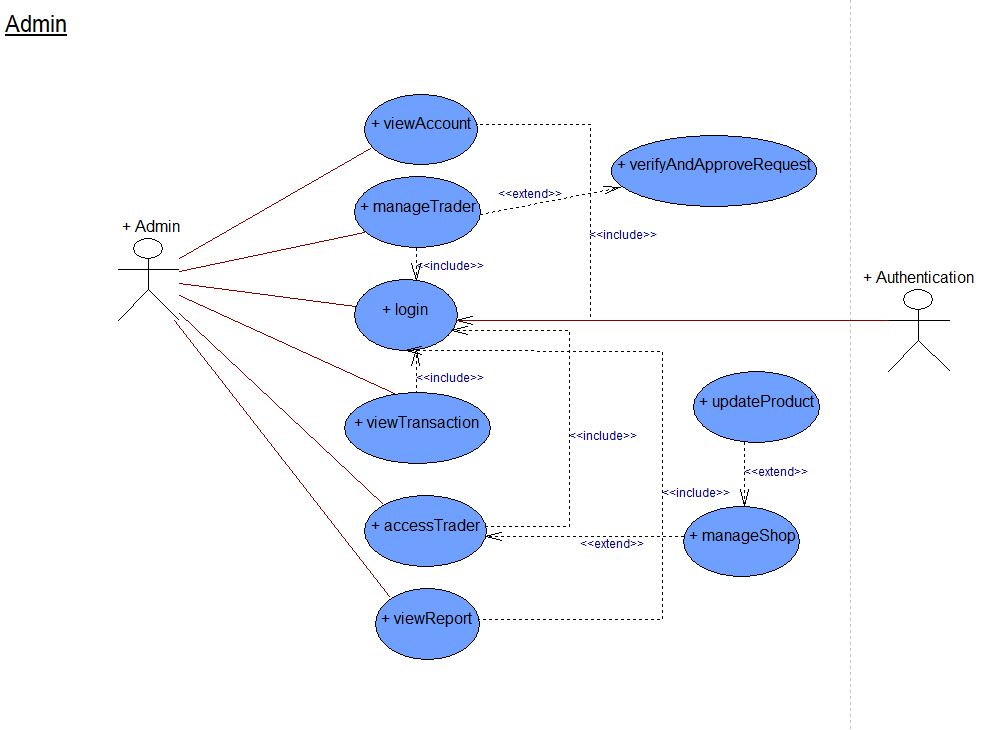 Admin
+ viewAccount
+ verifyAndApproveRequest
<<extend>>
+ manageTrader
+ Admin
<<include>>
<<include>>
+ Authentication
+ login
<<include>>
+ updateProduct
+ viewTransaction
<<include>>
<<extend>>
<<include>>
+ accessTrader
+ manageShop
<<extend>>
+ viewReport